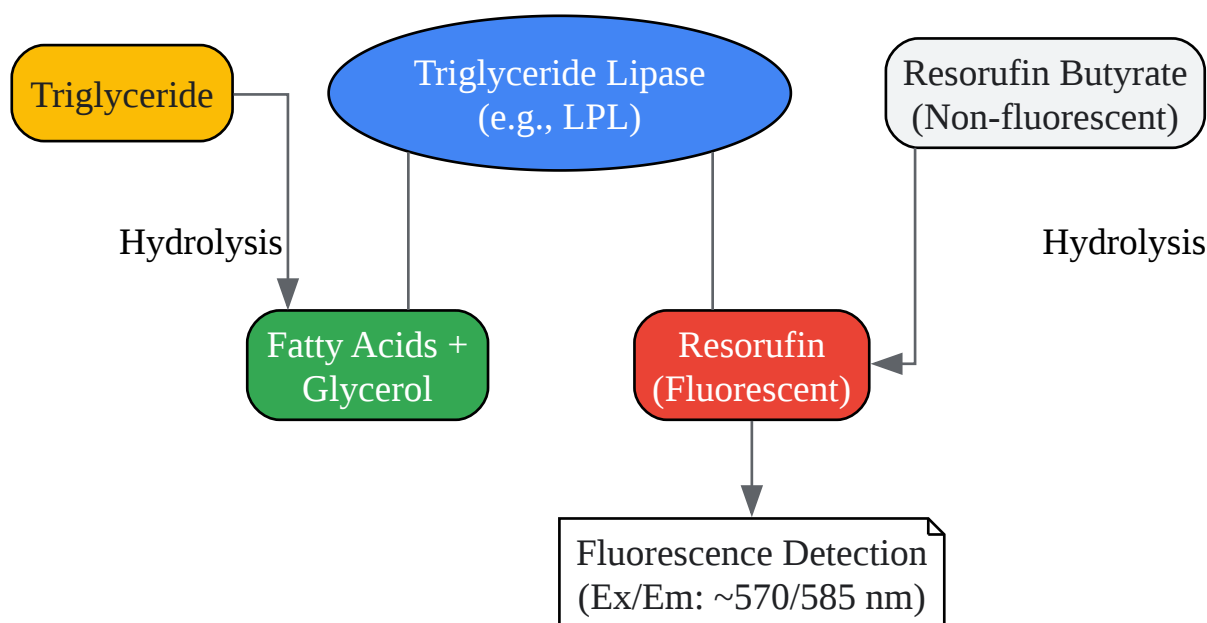 Triglyceride
Triglyceride Lipase
(e.g., LPL)
Resorufin Butyrate
(Non-fluorescent)
Hydrolysis
Hydrolysis
Fatty Acids +
Glycerol
Resorufin
(Fluorescent)
Fluorescence Detection
(Ex/Em: ~570/585 nm)